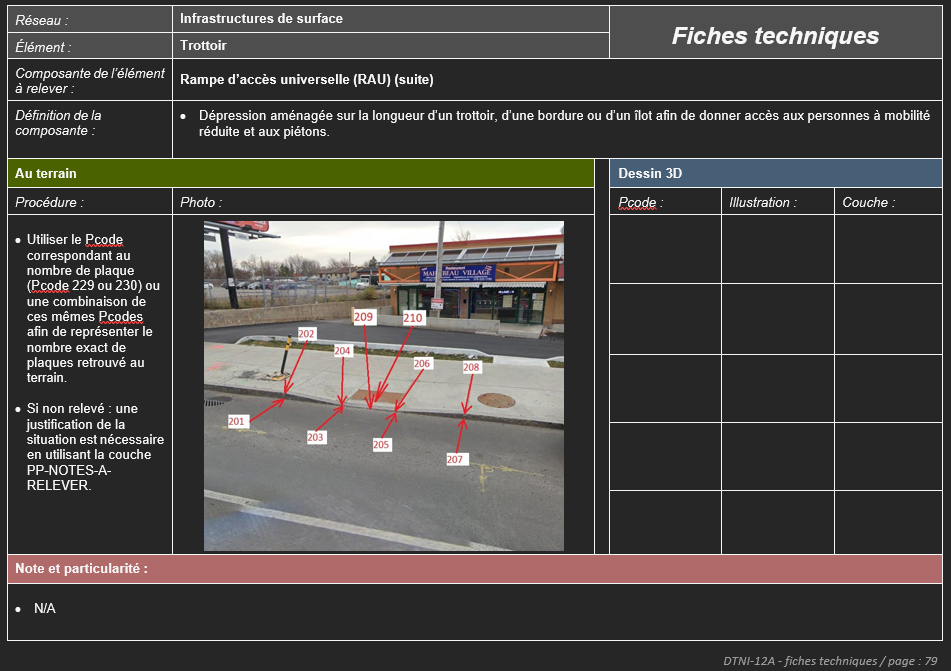 Réseau :
Infrastructures de surface
Fiches techniques
Élément :
Trottoir
Composante de l'élément
à relever :
Rampe d'accès universelle (RAU) (suite)
Définition de la
composante :
• Dépression aménagée sur la longueur d'un trottoir, d'une bordure ou d'un îlot afin de donner accès aux personnes à mobilité
réduite et aux piétons.
Au terrain
Dessin 3D
Procédure :
Photo :
Pcode :
Illustration :
Couche :
• Utiliser le Pcode
correspondant au
nombre de plaque
(Pcode 229 ou 230) ou
une combinaison de
ces mêmes Pcodes
afin de représenter le
nombre exact de
plaques retrouvé au
terrain.
• Si non relevé : une
justification de la
situation est nécessaire
en utilisant la couche
PP-NOTES-A-
RELEVER.
Restaurant
VILLAGE
209
210
202
204
206
208
201
203
205
207
Note et particularité :
• N/A
DTNI-12A - fiches techniques / page : 79